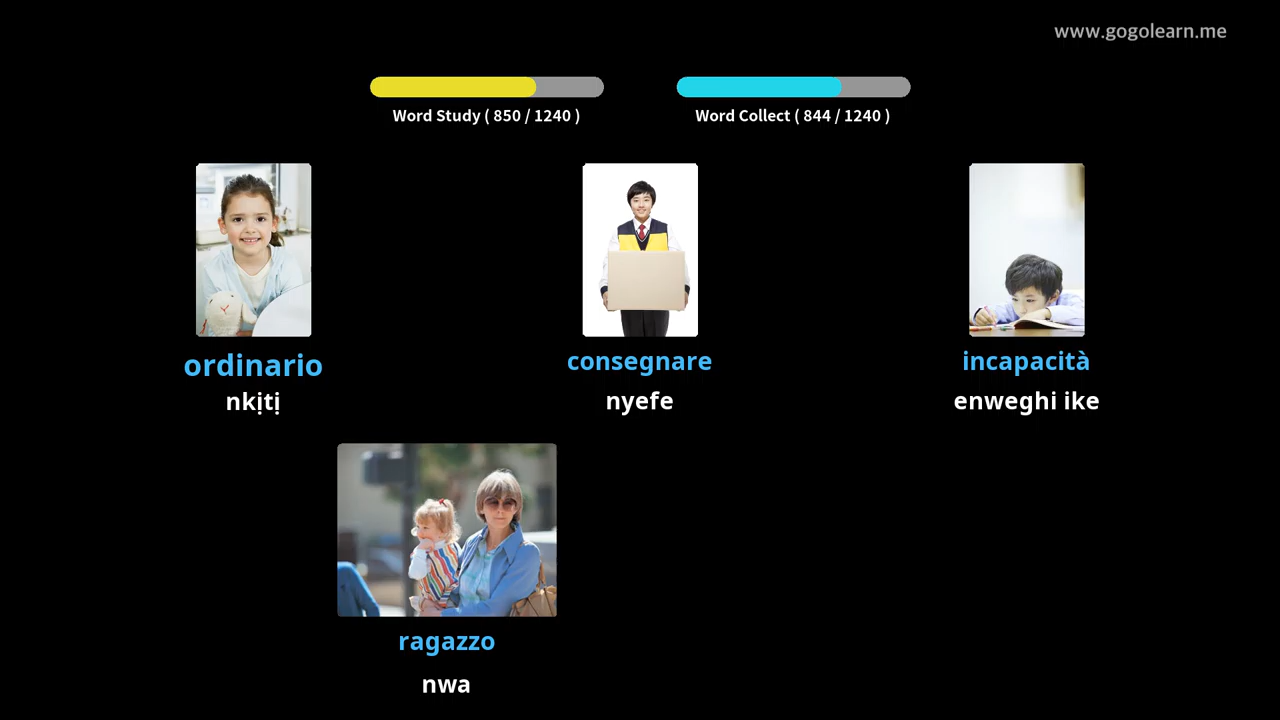 www.gogolearn.me
Word Study ( 850 / 1240 )
Word Collect ( 844 / 1240 )
ordinario
nkịtị
consegnare
nyefe
incapacità
enweghi ike
ragazzo
nwa